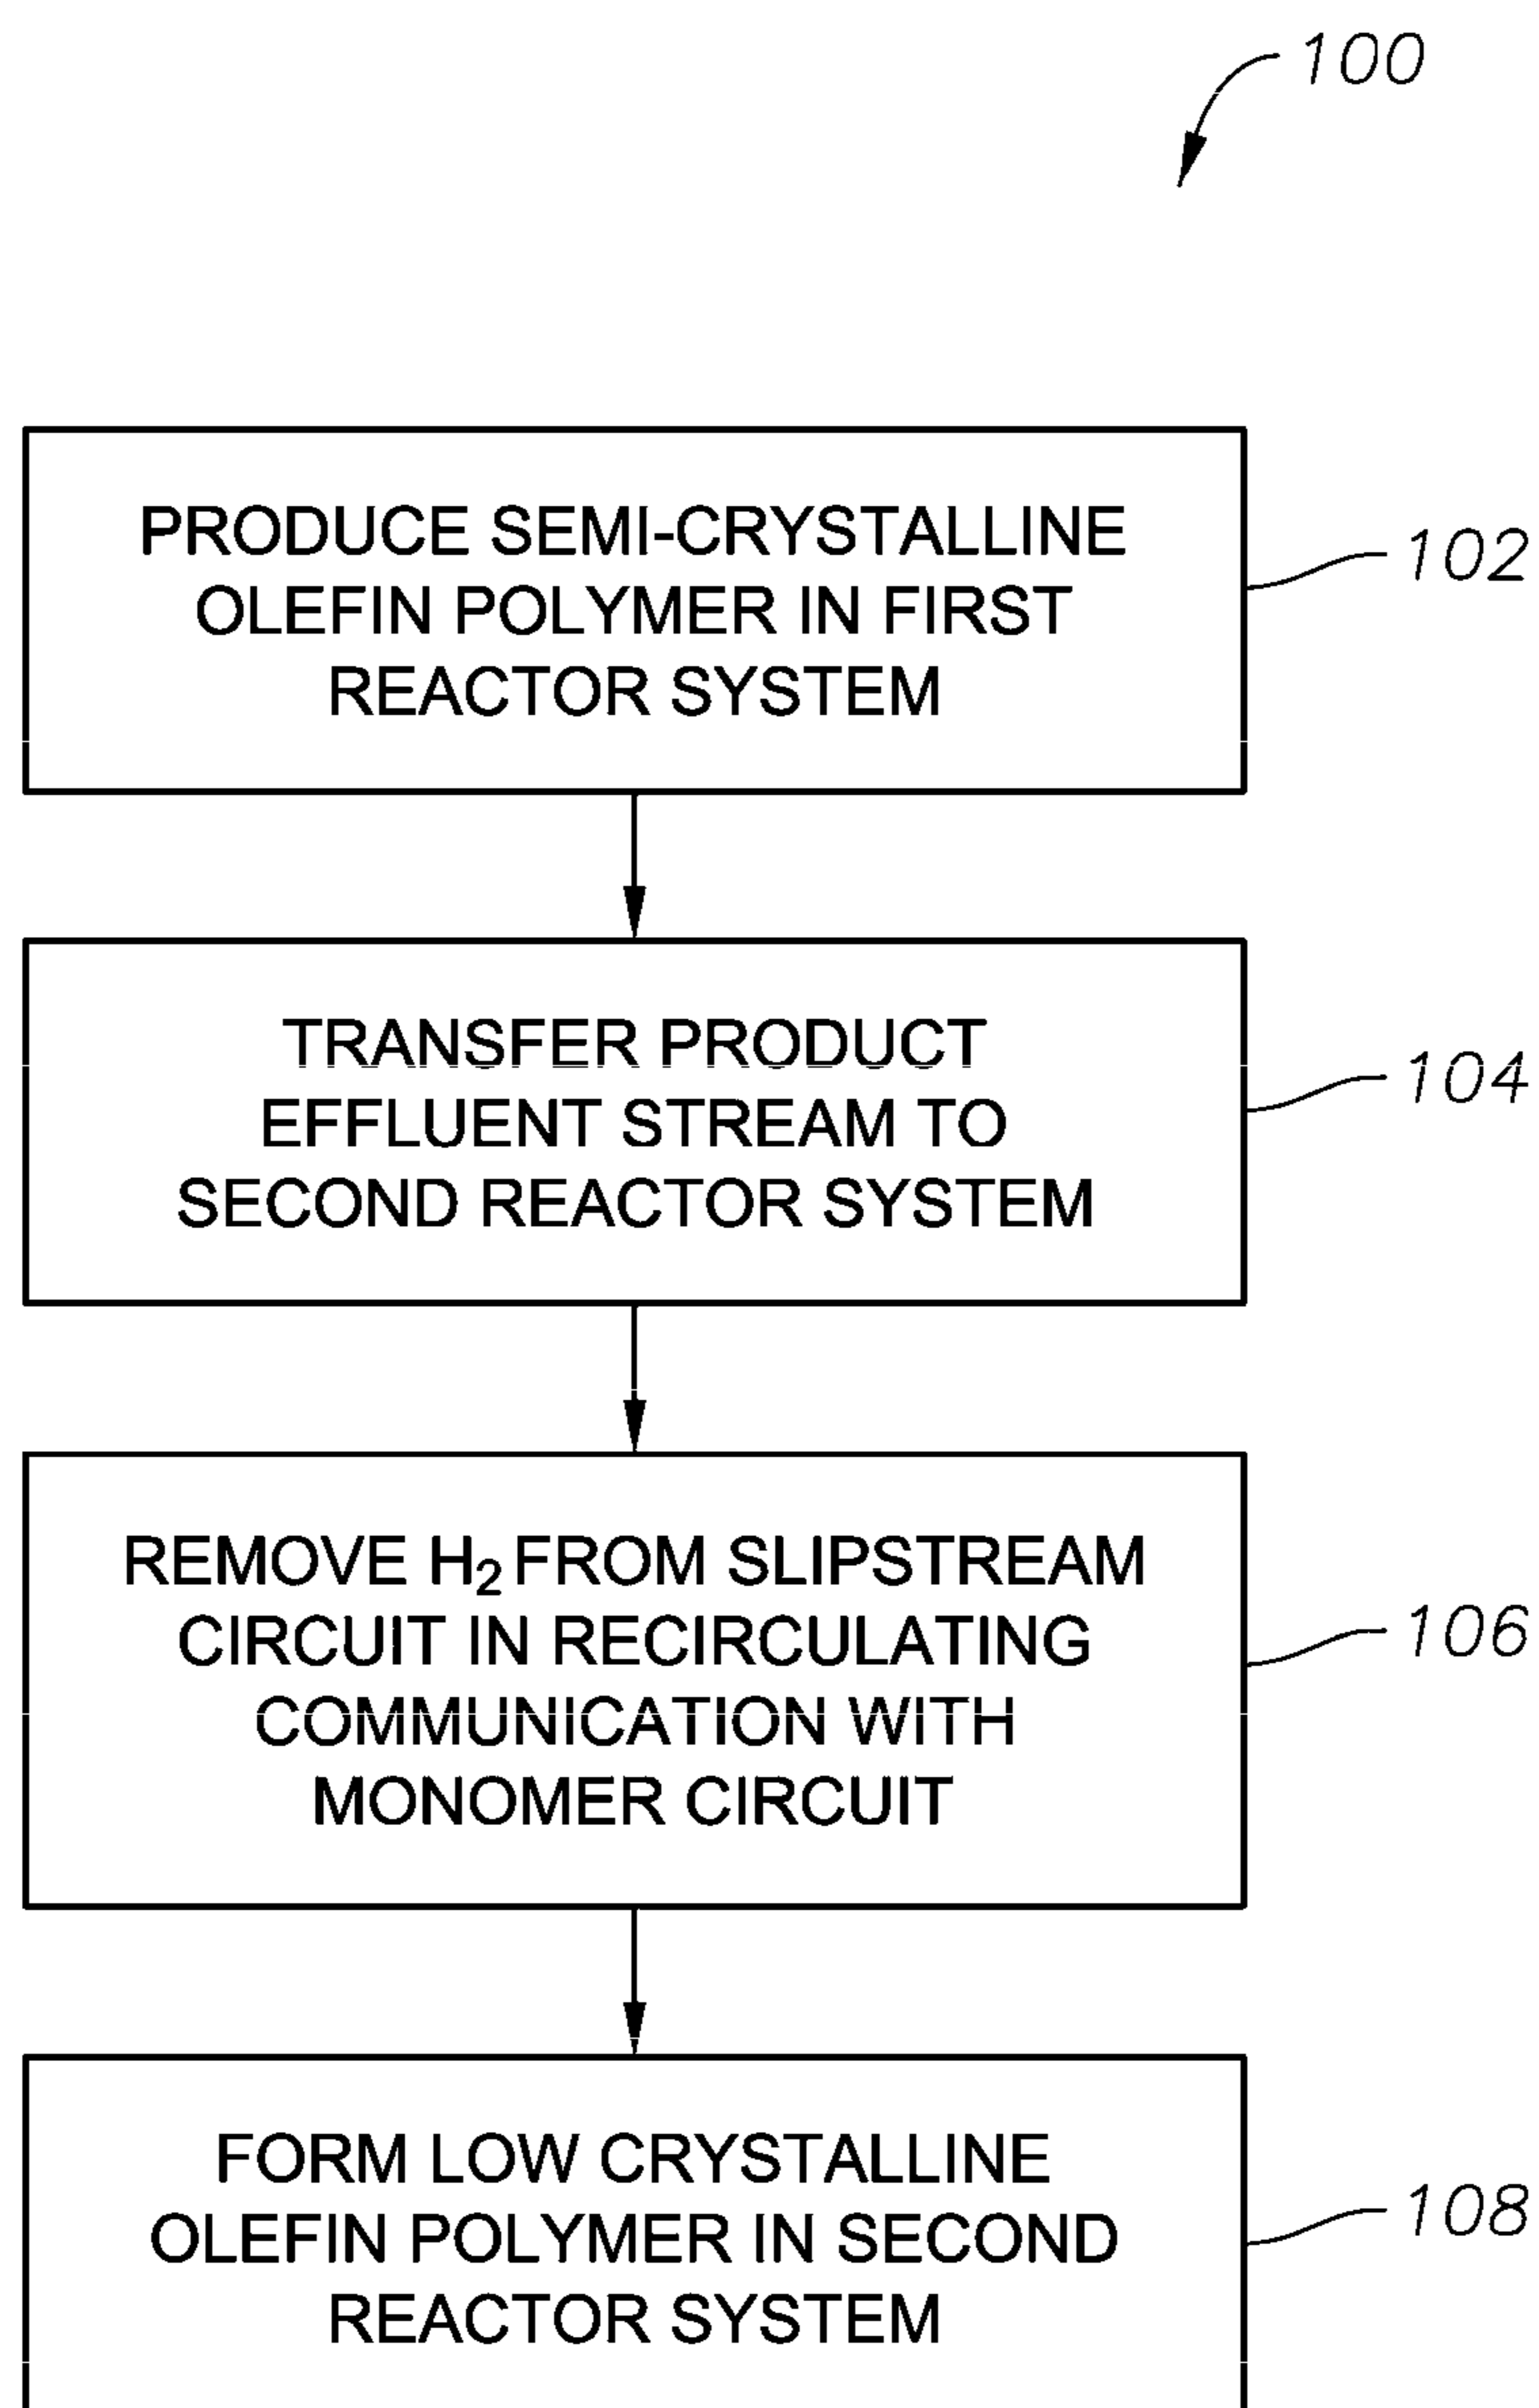 100
PRODUCE SEMI-CRYSTALLINE
OLEFIN POLYMER IN FIRST
REACTOR SYSTEM
102
TRANSFER PRODUCT
EFFLUENT STREAM TO
SECOND REACTOR SYSTEM
104
REMOVE H₂ FROM SLIPSTREAM
CIRCUIT IN RECIRCULATING
COMMUNICATION WITH
MONOMER CIRCUIT
106
FORM LOW CRYSTALLINE
OLEFIN POLYMER IN SECOND
REACTOR SYSTEM
108